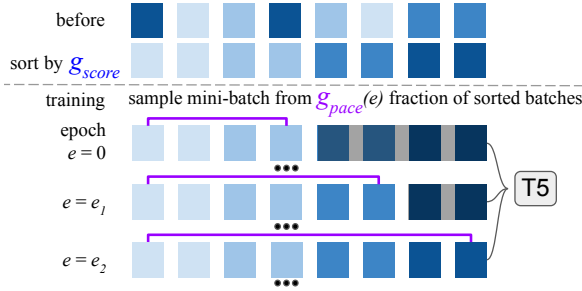 before
sort by g_score
training sample mini-batch from g_pace(e) fraction of sorted batches
epoch
e = 0
T5
e = e_1
e = e_2